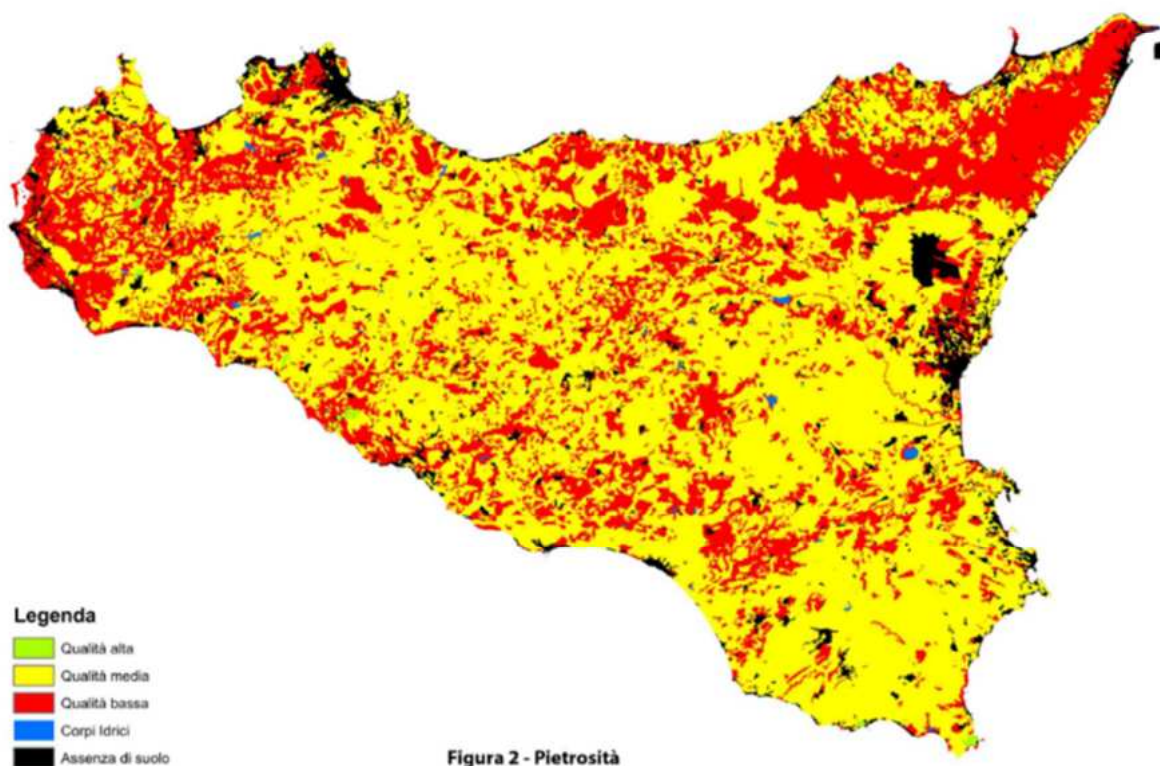 Legenda
Qualità alta
Qualità media
Qualità bassa
Corpi Idrici
Assenza di suolo
Figura 2 - Pietrosità